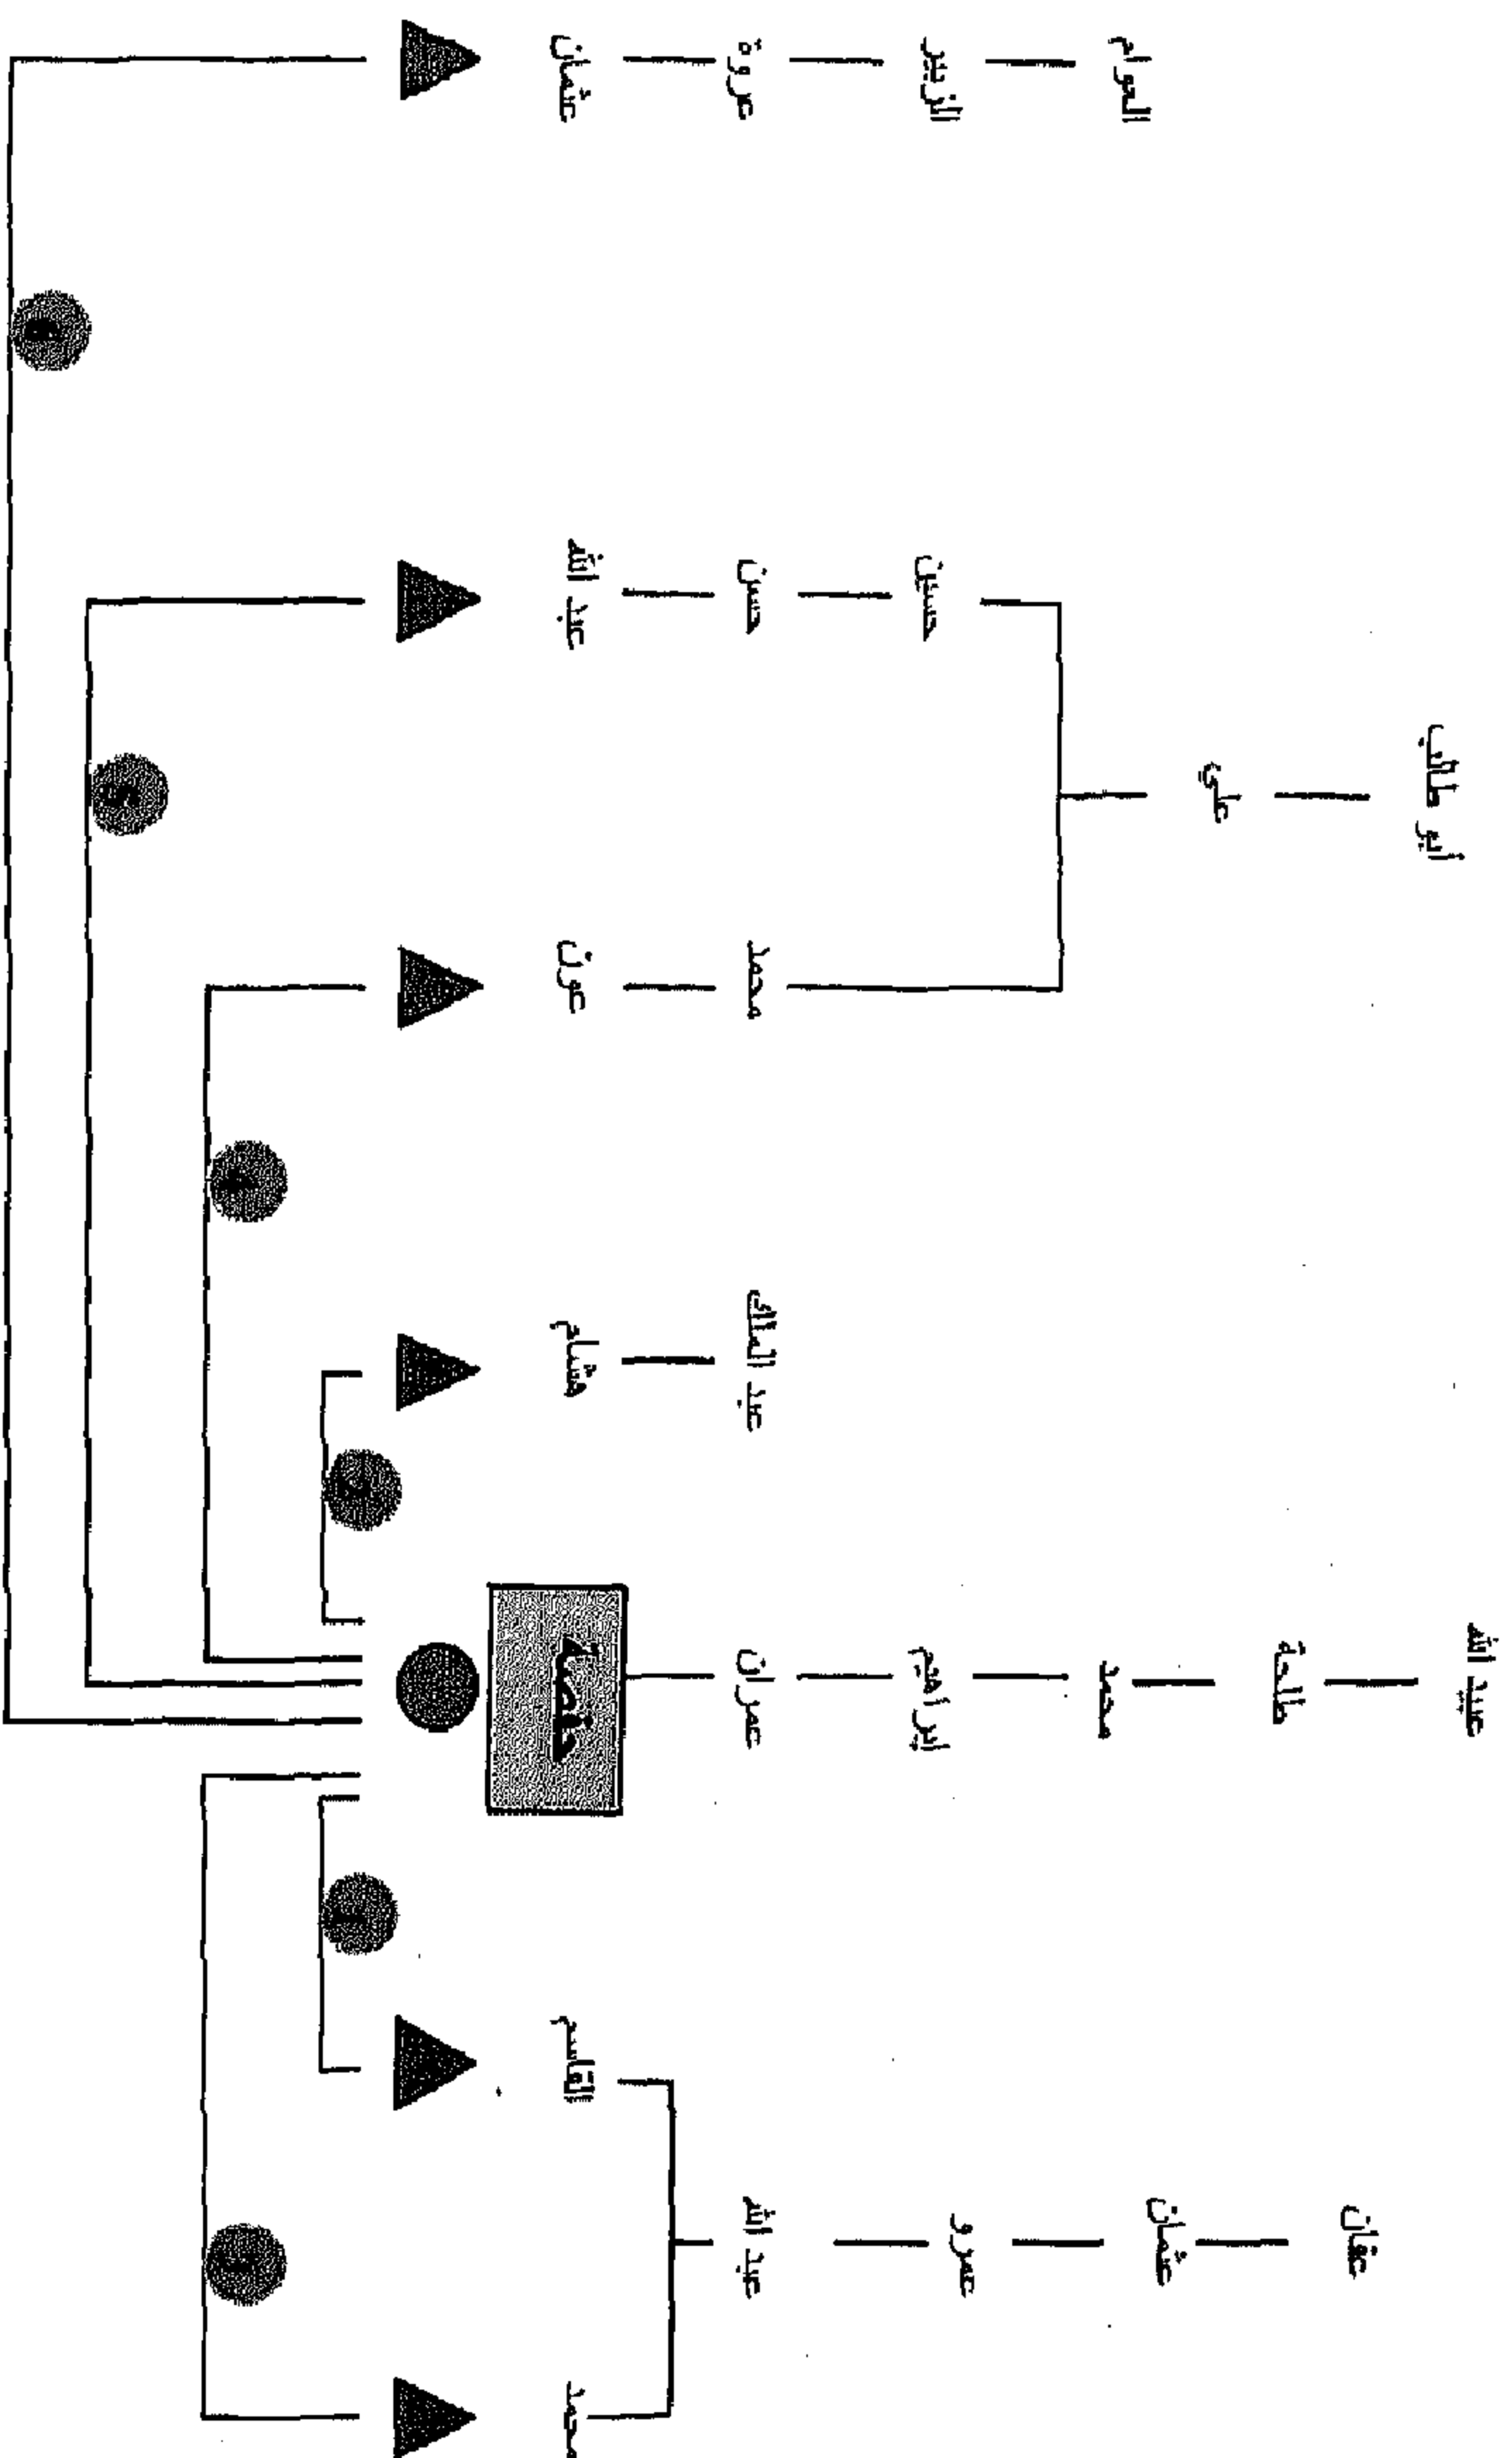 عبيد الله
أبو طالب
عفان
طلحة
علي
عثمان
محمد
العوام
عمرو
إبراهيم
حسين
الزبير
عبد الله
عمران
عبد الملك
محمد
حسن
عروة
محمد
القاسم
حفصة
هشام
عون
عبد الله
عثمان